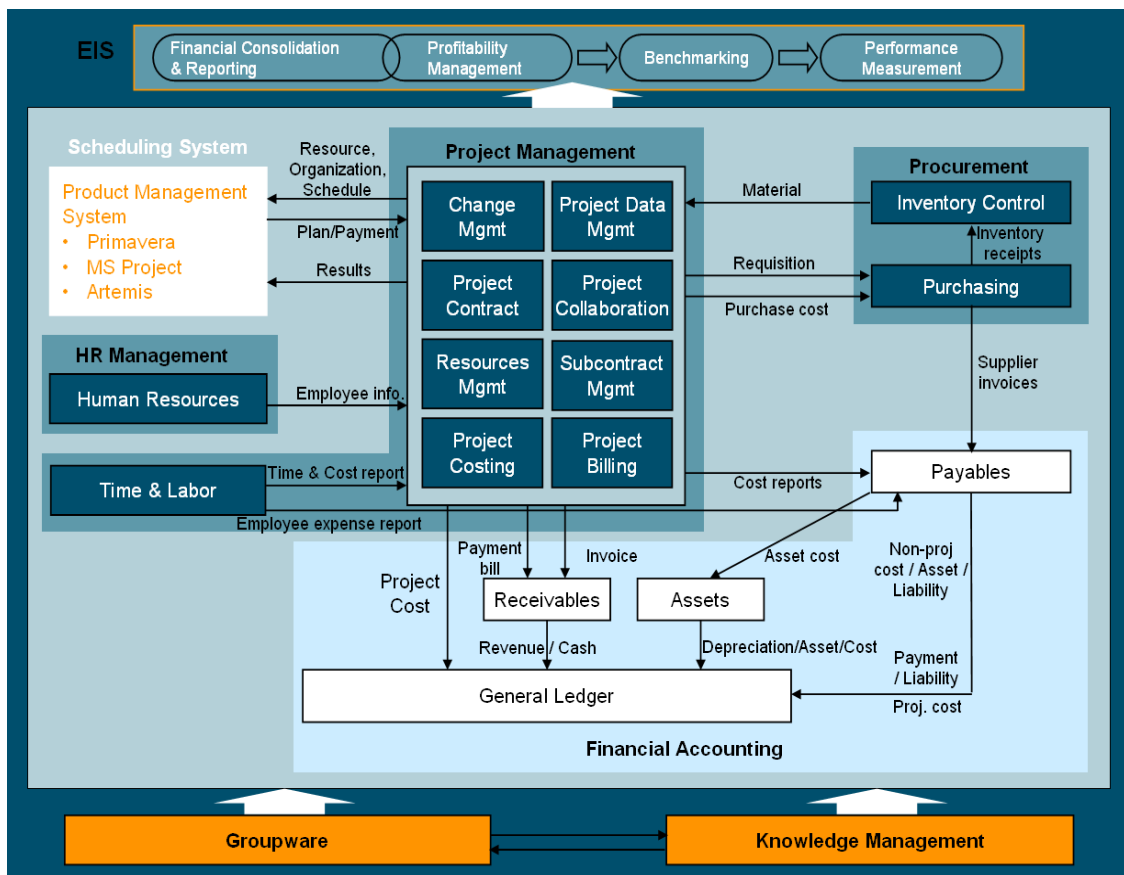 EIS
Financial Consolidation
& Reporting
Profitability
Management
Benchmarking
Performance
Measurement
Scheduling System
Product Management
System
• Primavera
• MS Project
• Artemis
Resource,
Organization,
Schedule
Plan/Payment
Results
Project Management
Change
Mgmt
Project Data
Mgmt
Project
Contract
Project
Collaboration
Resources
Mgmt
Subcontract
Mgmt
Project
Costing
Project
Billing
Material
Requisition
Purchase cost
Procurement
Inventory Control
Inventory
receipts
Purchasing
Supplier
invoices
HR Management
Human Resources
Employee info.
Time & Labor
Time & Cost report
Employee expense report
Cost reports
Payables
Project
Cost
Payment
bill
Invoice
Asset cost
Non-proj
cost / Asset /
Liability
Receivables
Assets
Revenue / Cash
Depreciation/Asset/Cost
Payment
/ Liability
General Ledger
Proj. cost
Financial Accounting
Groupware
Knowledge Management